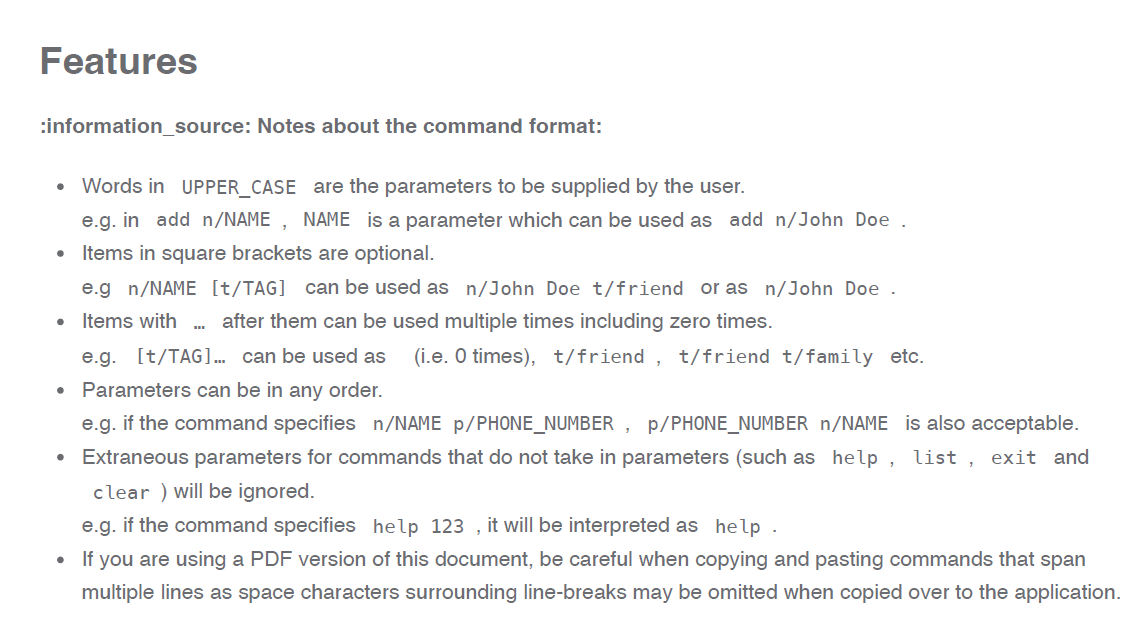 Features
:information_source: Notes about the command format:
• Words in UPPER_CASE are the parameters to be supplied by the user.
e.g. in add n/NAME , NAME is a parameter which can be used as add n/John Doe .
• Items in square brackets are optional.
e.g n/NAME [t/TAG] can be used as n/John Doe t/friend or as n/John Doe .
• Items with … after them can be used multiple times including zero times.
e.g. [t/TAG]… can be used as (i.e. 0 times), t/friend , t/friend t/family etc.
• Parameters can be in any order.
e.g. if the command specifies n/NAME p/PHONE_NUMBER , p/PHONE_NUMBER n/NAME is also acceptable.
• Extraneous parameters for commands that do not take in parameters (such as help , list , exit and
clear ) will be ignored.
e.g. if the command specifies help 123 , it will be interpreted as help .
• If you are using a PDF version of this document, be careful when copying and pasting commands that span
multiple lines as space characters surrounding line-breaks may be omitted when copied over to the application.